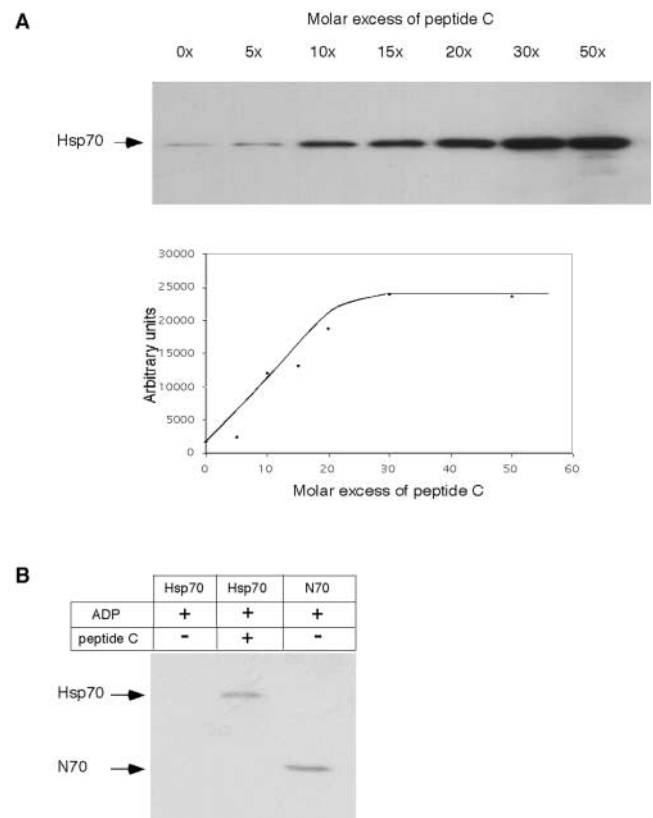 A
Molar excess of peptide C
0x 5x 10x 15x 20x 30x 50x
Hsp70
30000
25000
20000
15000
10000
5000
0
Arbitrary units
0 10 20 30 40 50 60
Molar excess of peptide C
B
Hsp70 Hsp70 N70
ADP + + +
peptide C - + -
Hsp70
N70